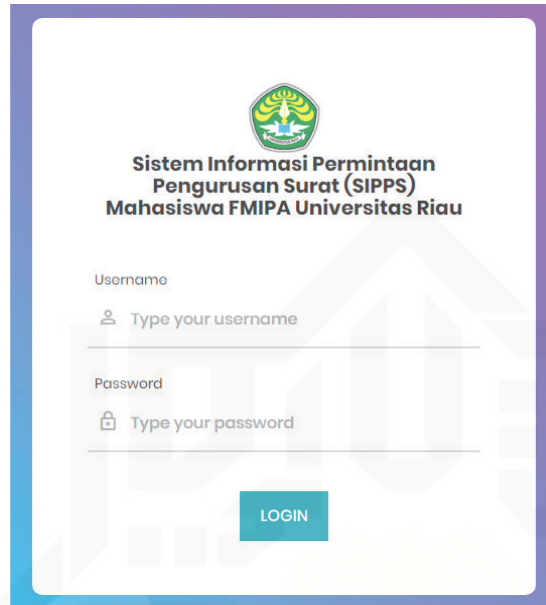 Sistem Informasi Permintaan
Pengurusan Surat (SIPPS)
Mahasiswa FMIPA Universitas Riau
Username
Type your username
Password
Type your password
LOGIN